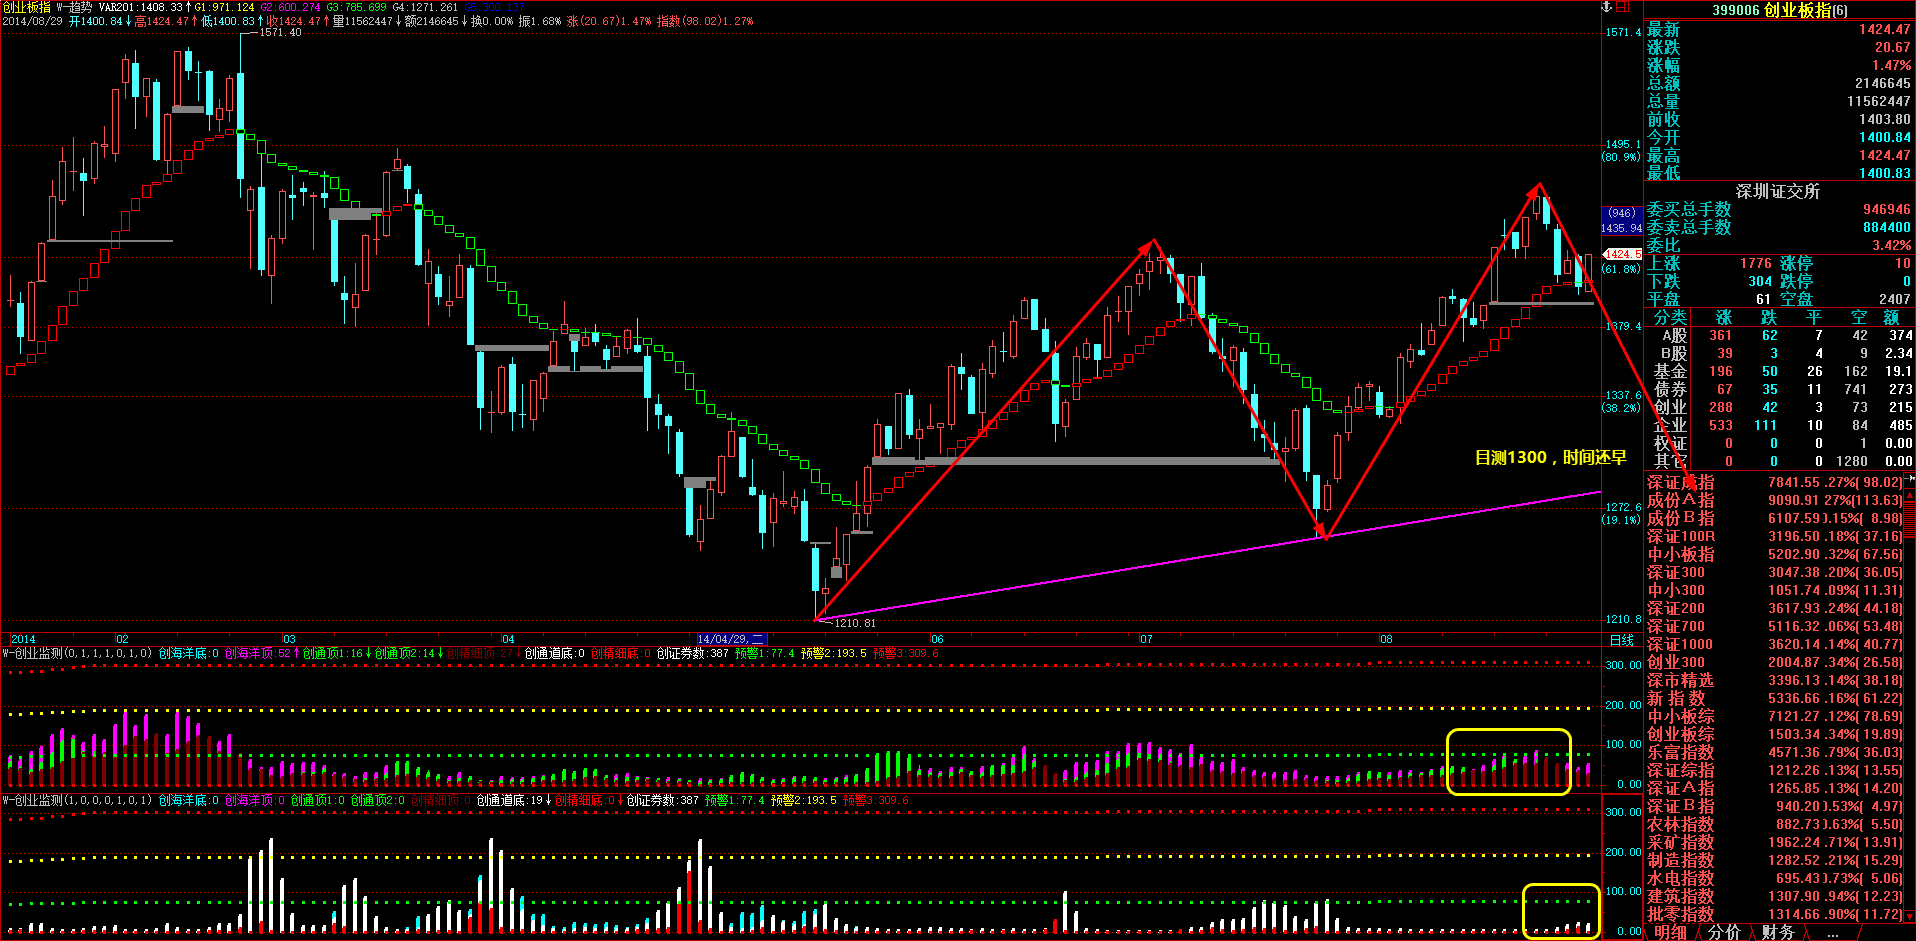 创业板指 W-趋势 VAR201:1408.33↑G1:971.124 G2:600.274 G3:785.699 G4:1271.261 G5:300.137
2014/08/29 开1400.84↓高1424.47↑低1400.83↑收1424.47↑量11562447↓额2146645↓换0.00% 振1.68% 涨(20.67)1.47% 指数(98.02)1.27%
1571.40
1571.4
1495.1
(80.9%)
(946)
1435.94
1424.5
(61.8%)
1379.4
1337.6
(38.2%)
目测1300，时间还早
1272.6
(19.1%)
1210.81
1210.8
2014 02 03 04 14/04/29,二 06 07 08 日线
W-创业监测(0,1,1,1,0,1,0) 创海洋底:0 创海洋顶:52↑创通顶1:16↓创通顶2:14↓创精细顶:27↓创通道底:0 创精细底:0 创证券数:387 预警1:77.4 预警2:193.5 预警3:309.6
300.00
200.00
100.00
0.00
W-创业监测(1,0,0,0,1,0,1) 创海洋底:0 创海洋顶:0 创通顶1:0 创通顶2:0 创精细顶:0 创通道底:19↓创精细底:0↓创证券数:387 预警1:77.4 预警2:193.5 预警3:309.6
300.00
200.00
100.00
0.00
399006 创业板指(6)
最新 1424.47
涨跌 20.67
涨幅 1.47%
总额 2146645
总量 11562447
前收 1403.80
今开 1400.84
最高 1424.47
最低 1400.83
深圳证交所
委买总手数 946946
委卖总手数 884400
委比 3.42%
上涨 1776 涨停 10
下跌 304 跌停 0
平盘 61 空盘 2407
分类 涨 跌 平 空 额
A股 361 62 7 42 374
B股 39 3 4 9 2.34
基金 196 50 26 162 19.1
债券 67 35 11 741 273
创业 288 42 3 73 215
企业 533 111 10 84 485
权证 0 0 0 1 0.00
其它 0 0 0 1280 0.00
深证成指 7841.55 .27%( 98.02)
成份A指 9090.91 27%(113.63)
成份B指 6107.59).15%( 8.98)
深证100R 3196.50 .18%( 37.16)
中小板指 5202.90 .32%( 67.56)
深证300 3047.38 .20%( 36.05)
中小300 1051.74 .09%( 11.31)
深证200 3617.93 .24%( 44.18)
深证700 5116.32 .06%( 53.48)
深证1000 3620.14 .14%( 40.77)
创业300 2004.87 .34%( 26.58)
深市精选 3396.13 .14%( 38.18)
新指数 5336.66 .16%( 61.22)
中小板综 7121.27 .12%( 78.69)
创业板综 1503.34 .34%( 19.89)
乐富指数 4571.36 .79%( 36.03)
深证综指 1212.26 .13%( 13.55)
深证A指 1265.85 .13%( 14.20)
深证B指 940.20).53%( 4.97)
农林指数 882.73).63%( 5.50)
采矿指数 1962.24 .71%( 13.91)
制造指数 1282.52 .21%( 15.29)
水电指数 695.43).73%( 5.06)
建筑指数 1307.90 .94%( 12.23)
批零指数 1314.66 .90%( 11.72)
明细 分价 财务 ...